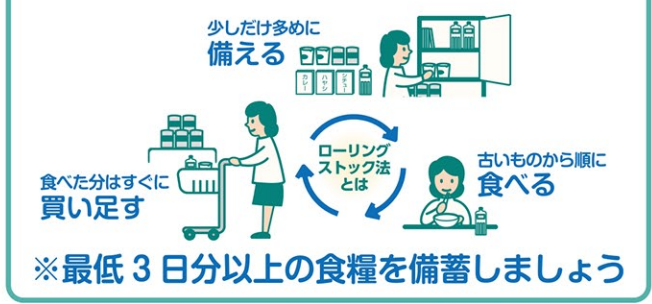 少しだけ多めに
備える
カレー
ハヤシ
シチュー
ローリング
ストック法
とは
古いものから順に
食べる
食べた分はすぐに
買い足す
※最低3日分以上の食糧を備蓄しましょう